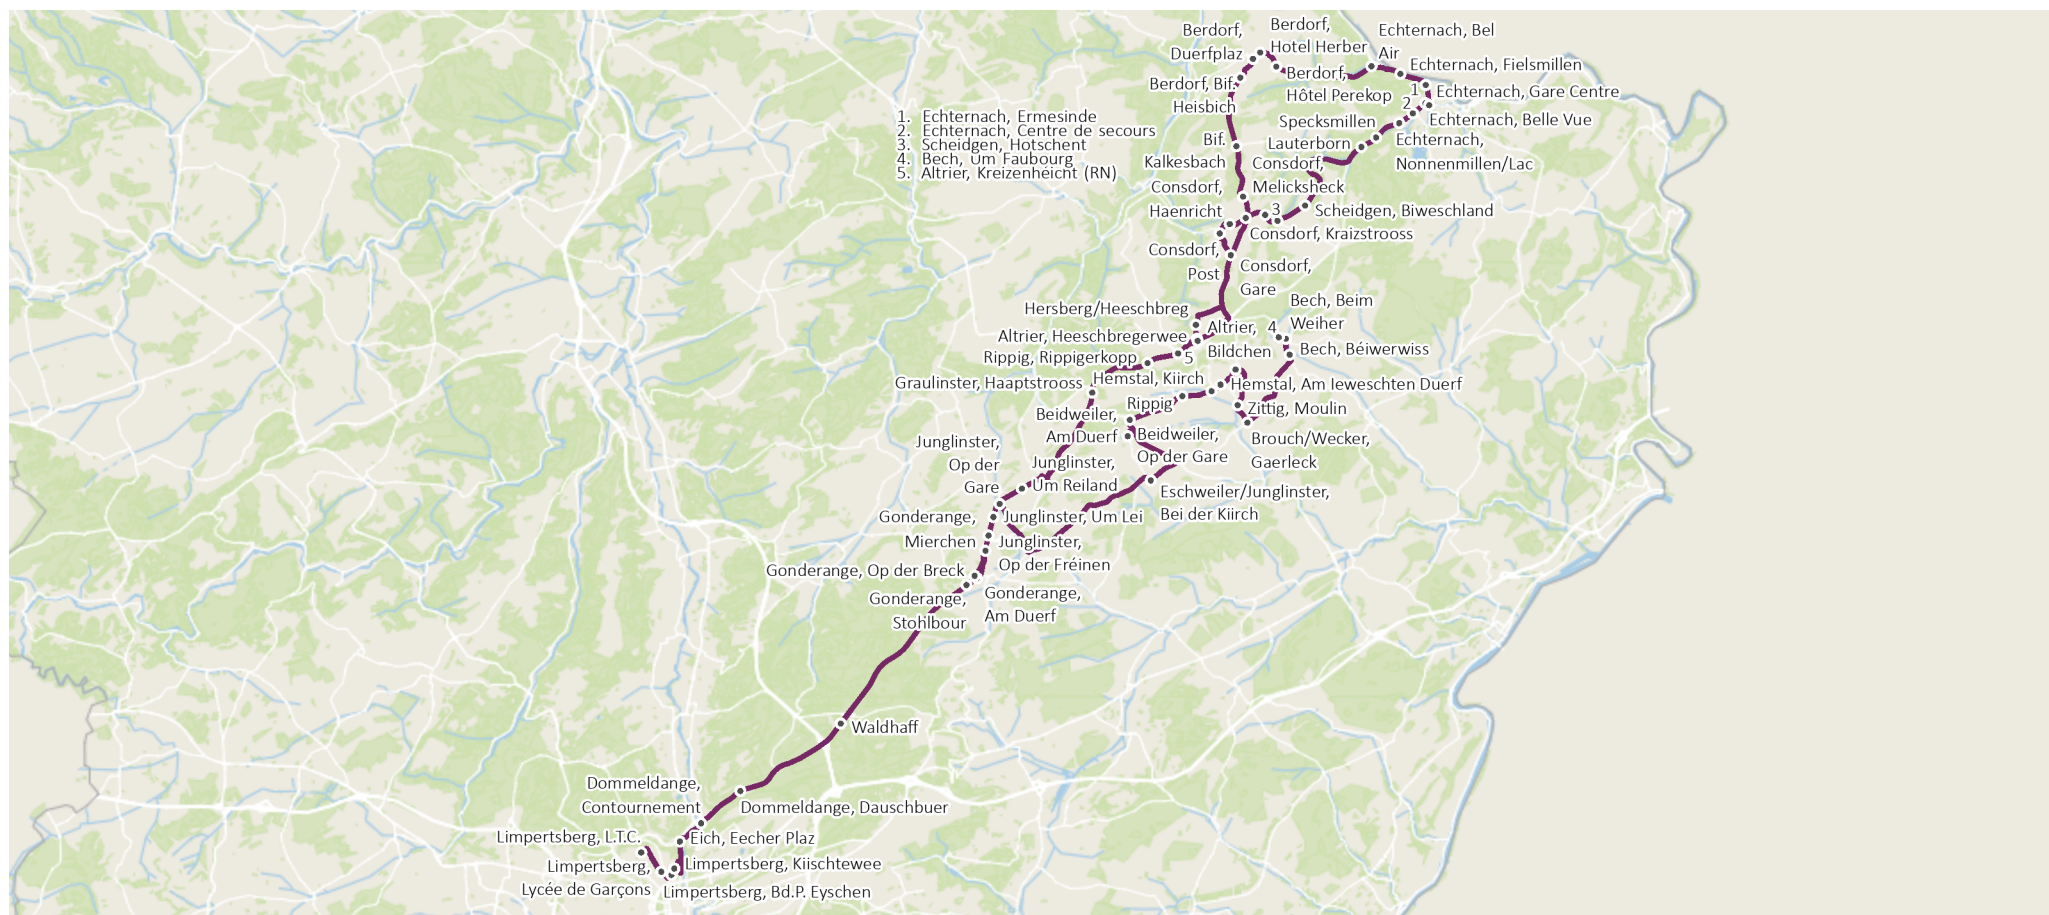 Berdorf,
Duerfplaz
Berdorf,
Hotel Herber
Echternach, Bel
Air
Echternach, Fielsmillen
Berdorf,
Hôtel Perekop
Berdorf, Bif.
Heisbich
1
Echternach, Gare Centre
2
Echternach, Belle Vue
1. Echternach, Ermesinde
2. Echternach, Centre de secours
3. Scheidgen, Hotschent
4. Bech, Um Faubourg
5. Altrier, Kreizenhéicht (RN)
Specksmillen
Lauterborn
Echternach,
Nonnenmillen/Lac
Bif.
Kalkesbach
Consdorf,
Melicksheck
Consdorf,
Haenricht
3
Scheidgen, Biweschland
Consdorf, Kraizstrooss
Consdorf,
Post
Consdorf,
Gare
Bech, Beim
Weiher
Hersberg/Heeschbreg
Altrier, Heeschbregerwee
Altrier,
Bildchen
4
Bech, Béiwerwiss
Rippig, Rippigerkopp
5
Graulinster, Haaptstrooss
Hemstal, Kiirch
Hemstal, Am Ieweschten Duerf
Rippig
Zittig, Moulin
Beidweiler,
Am Duerf
Beidweiler,
Op der Gare
Brouch/Wecker,
Gaerleck
Junglinster,
Op der
Gare
Junglinster,
Um Reiland
Eschweiler/Junglinster,
Bei der Kiirch
Gonderange,
Mierchen
Junglinster, Um Lei
Junglinster,
Op der Fréinen
Gonderange, Op der Breck
Gonderange,
Stohlbour
Gonderange,
Am Duerf
Waldhaff
Dommeldange,
Contournement
Dommeldange, Dauschbuer
Limpertsberg, L.T.C.
Eich, Eecher Plaz
Limpertsberg,
Lycée de Garçons
Limpertsberg, Kiischtewee
Limpertsberg, Bd.P. Eyschen